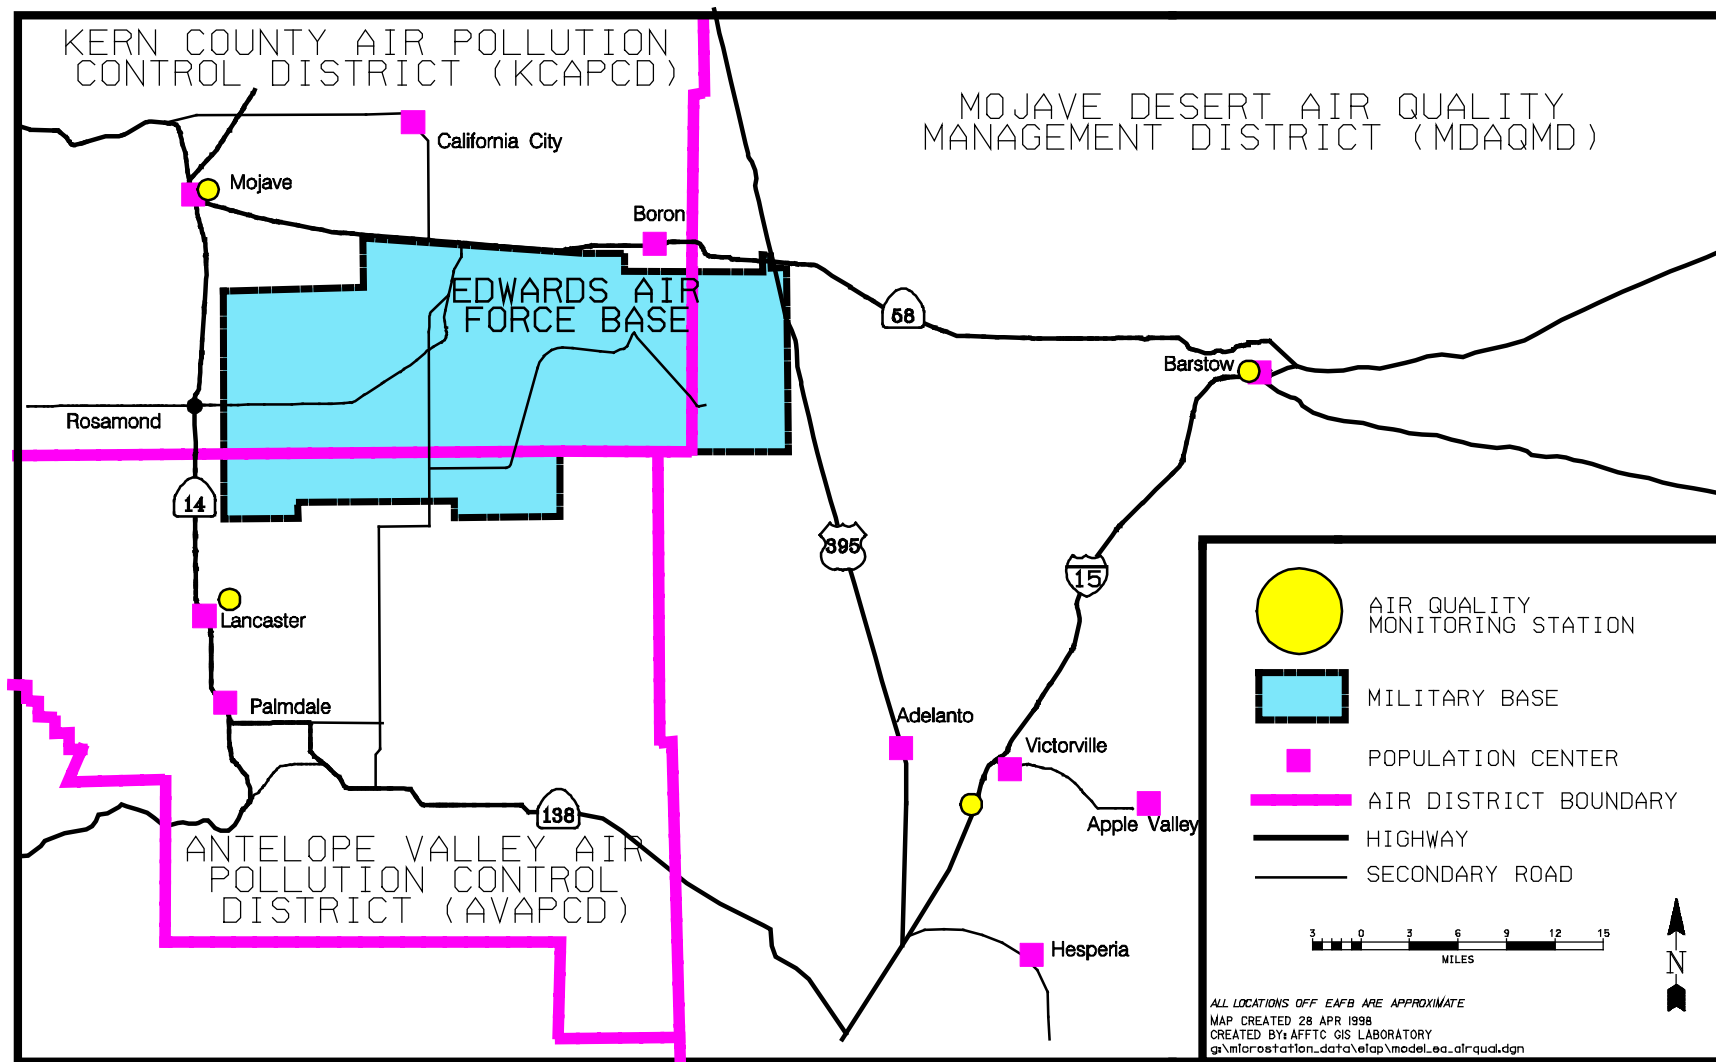 KERN COUNTY AIR POLLUTION
CONTROL DISTRICT (KCAPCD)
MOJAVE DESERT AIR QUALITY
MANAGEMENT DISTRICT (MDAQMD)
California City
Mojave
Boron
EDWARDS AIR
FORCE BASE
58
Barstow
Rosamond
14
395
15
Lancaster
Palmdale
Adelanto
Victorville
Apple Valley
138
ANTELOPE VALLEY AIR
POLLUTION CONTROL
DISTRICT (AVAPCD)
Hesperia
AIR QUALITY
MONITORING STATION
MILITARY BASE
POPULATION CENTER
AIR DISTRICT BOUNDARY
HIGHWAY
SECONDARY ROAD
3 0 3 6 9 12 15
MILES
N
ALL LOCATIONS OFF EAFB ARE APPROXIMATE
MAP CREATED 28 APR 1998
CREATED BY: AFFTC GIS LABORATORY
g:\microstation_data\eiap\model_ea_airqual.dgn